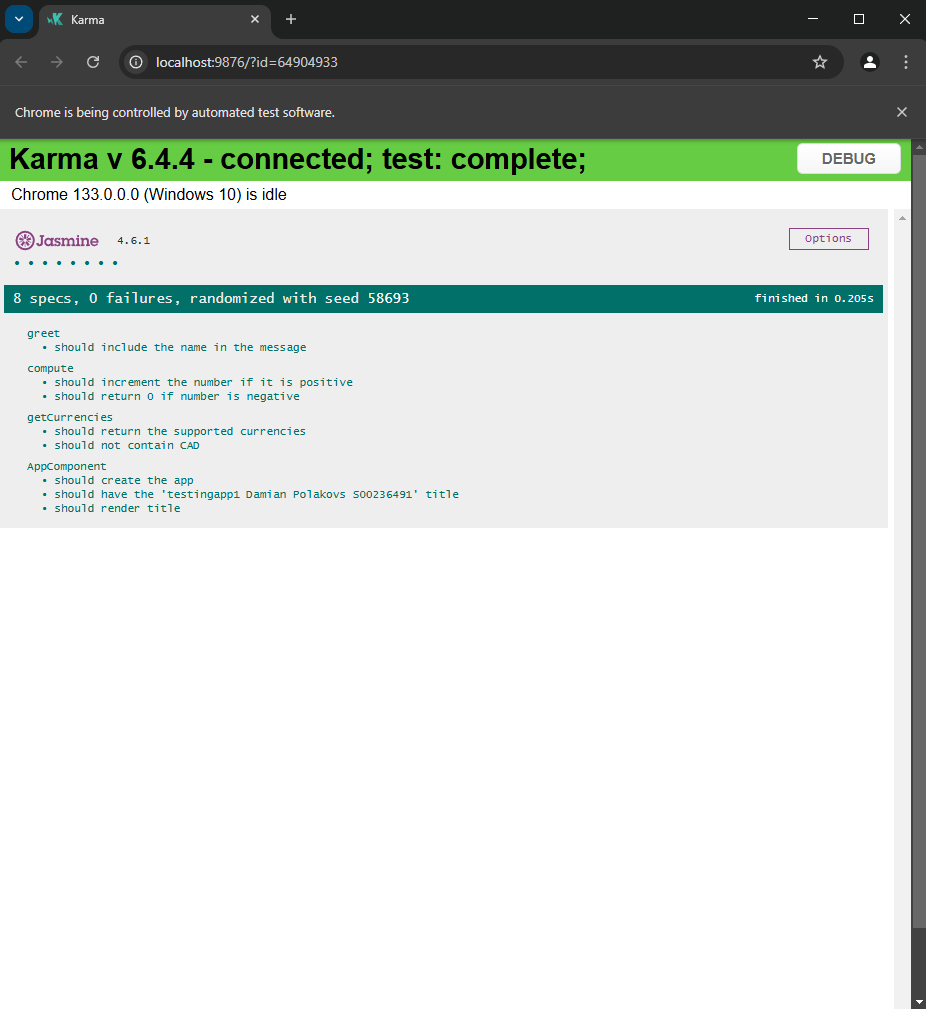 Karma
localhost:9876/?id=64904933
Chrome is being controlled by automated test software.
Karma v 6.4.4 - connected; test: complete;
DEBUG
Chrome 133.0.0.0 (Windows 10) is idle
Jasmine 4.6.1
Options
• • • • • • • •
8 specs, 0 failures, randomized with seed 58693
finished in 0.205s
greet
• should include the name in the message
compute
• should increment the number if it is positive
• should return 0 if number is negative
getCurrencies
• should return the supported currencies
• should not contain CAD
AppComponent
• should create the app
• should have the 'testingapp1 Damian Polakovs S00236491' title
• should render title